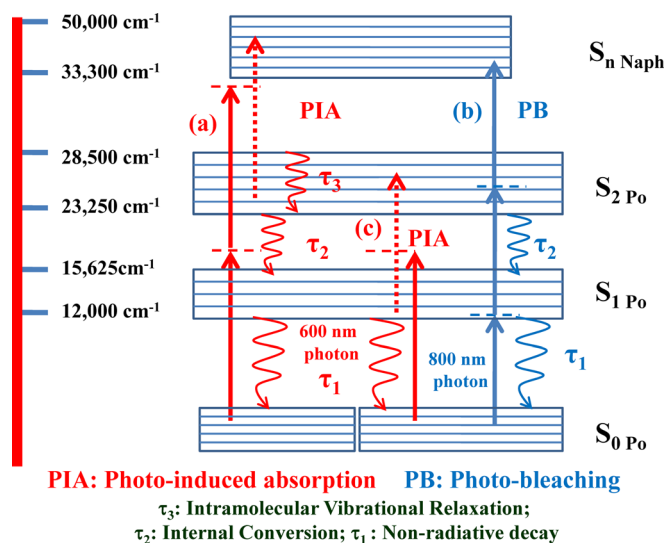 50,000 cm⁻¹
33,300 cm⁻¹
28,500 cm⁻¹
23,250 cm⁻¹
15,625cm⁻¹
12,000 cm⁻¹
Sₙ Naph
(a)
PIA
(b)
PB
τ₃
S₂ Po
(c)
PIA
τ₂
τ₂
S₁ Po
600 nm
photon
τ₁
800 nm
photon
τ₁
S₀ Po
PIA: Photo-induced absorption
PB: Photo-bleaching
τ₃: Intramolecular Vibrational Relaxation;
τ₂: Internal Conversion; τ₁ : Non-radiative decay